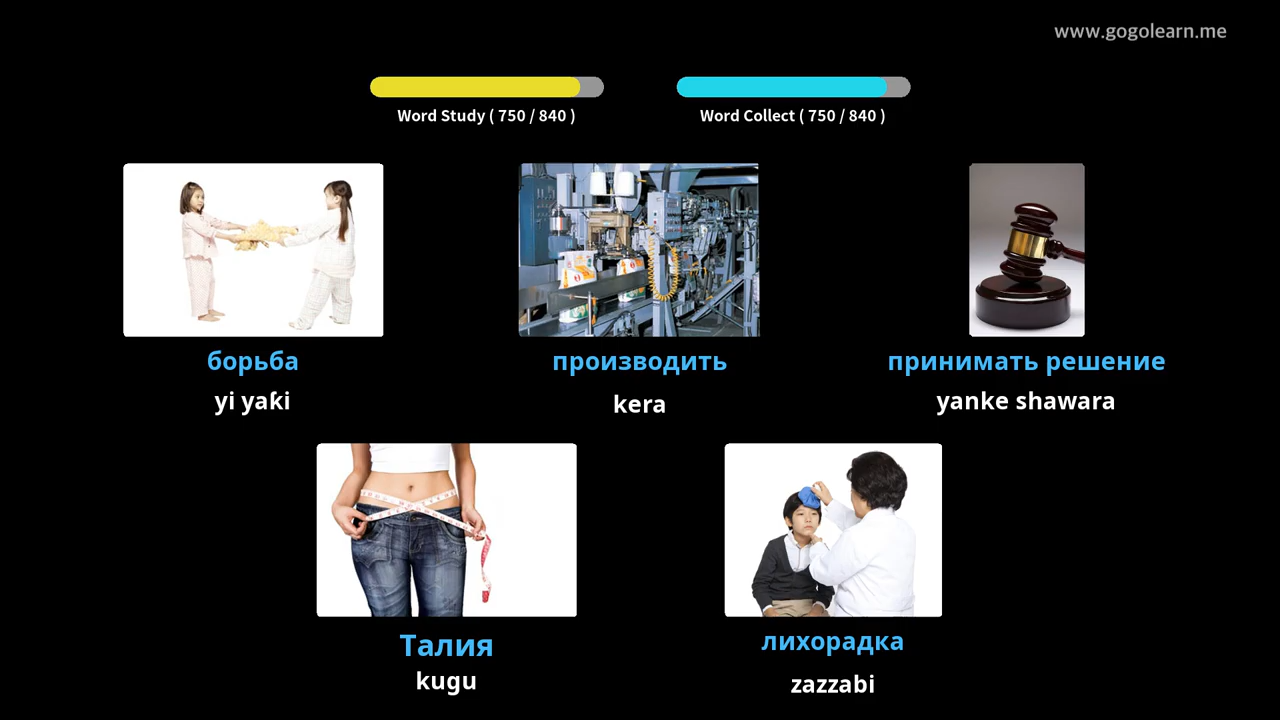 www.gogolearn.me
Word Study ( 750 / 840 )
Word Collect ( 750 / 840 )
борьба
yi yaƙi
производить
kera
принимать решение
yanke shawara
Талия
kugu
лихорадка
zazzabi